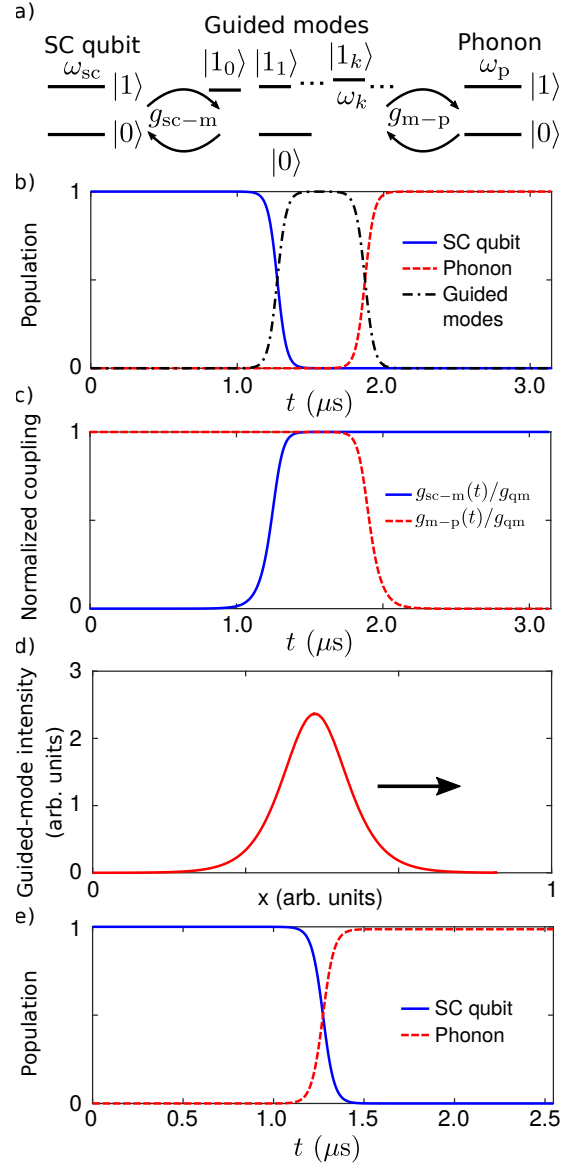 a)
Guided modes
SC qubit
Phonon
ω_sc |1⟩ |1_0⟩ |1_1⟩ ... |1_k⟩ ... ω_p |1⟩
ω_k
g_sc−m g_m−p
|0⟩ |0⟩ |0⟩
b)
1
Population
0
SC qubit
Phonon
Guided
modes
0 1.0 2.0 3.0
t (μs)
c)
1
Normalized coupling
0
g_sc−m(t)/g_qm
g_m−p(t)/g_qm
0 1.0 2.0 3.0
t (μs)
d)
3
2
1
0
Guided-mode intensity
(arb. units)
0 1
x (arb. units)
e)
1
Population
0
SC qubit
Phonon
0 0.5 1.0 1.5 2.0 2.5
t (μs)